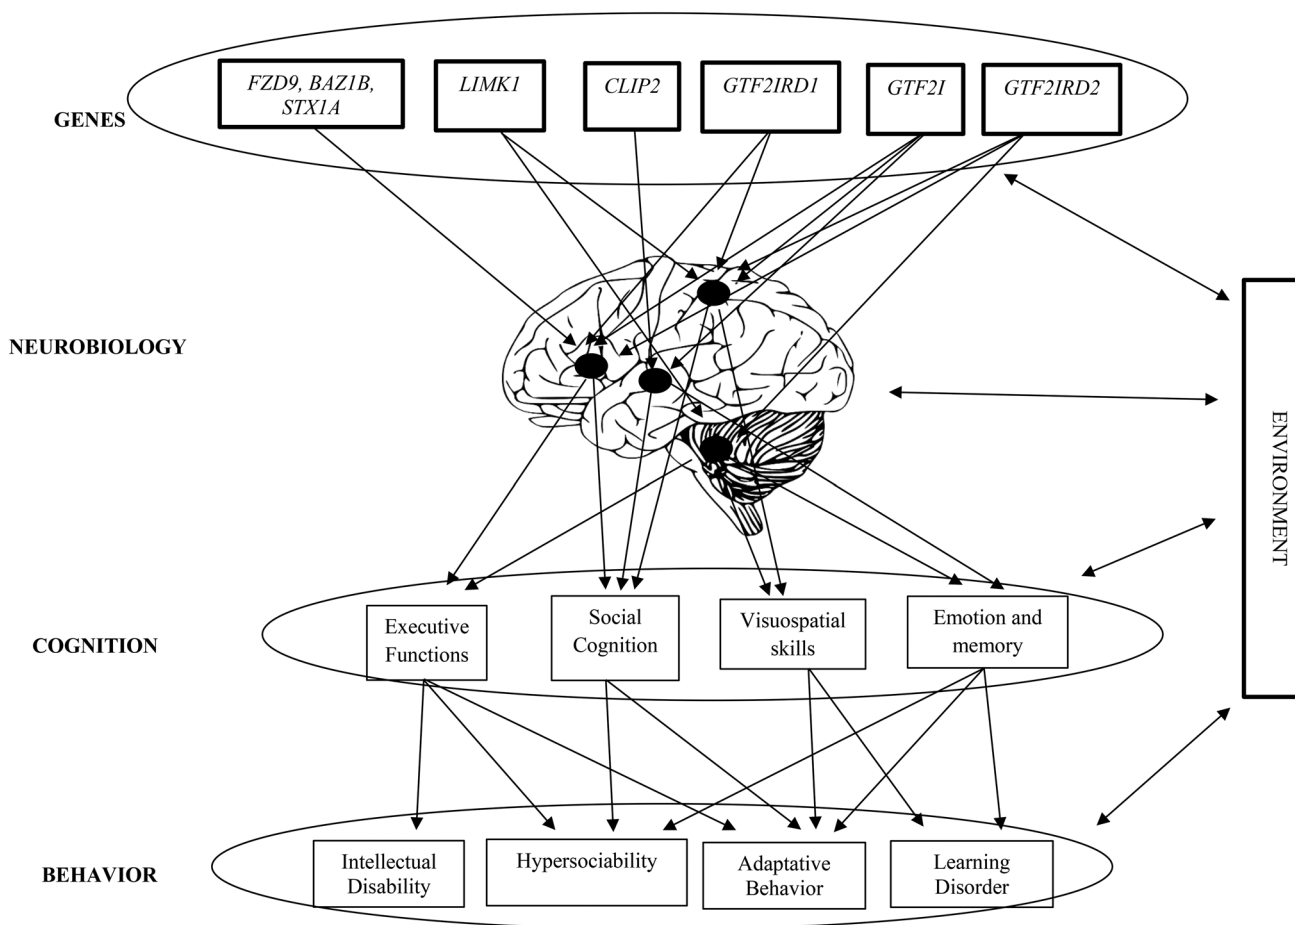 FZD9, BAZ1B,
STX1A
LIMK1
CLIP2
GTF2IRD1
GTF2I
GTF2IRD2
GENES
NEUROBIOLOGY
ENVIRONMENT
COGNITION
Executive
Functions
Social
Cognition
Visuospatial
skills
Emotion and
memory
BEHAVIOR
Intellectual
Disability
Hypersociability
Adaptative
Behavior
Learning
Disorder